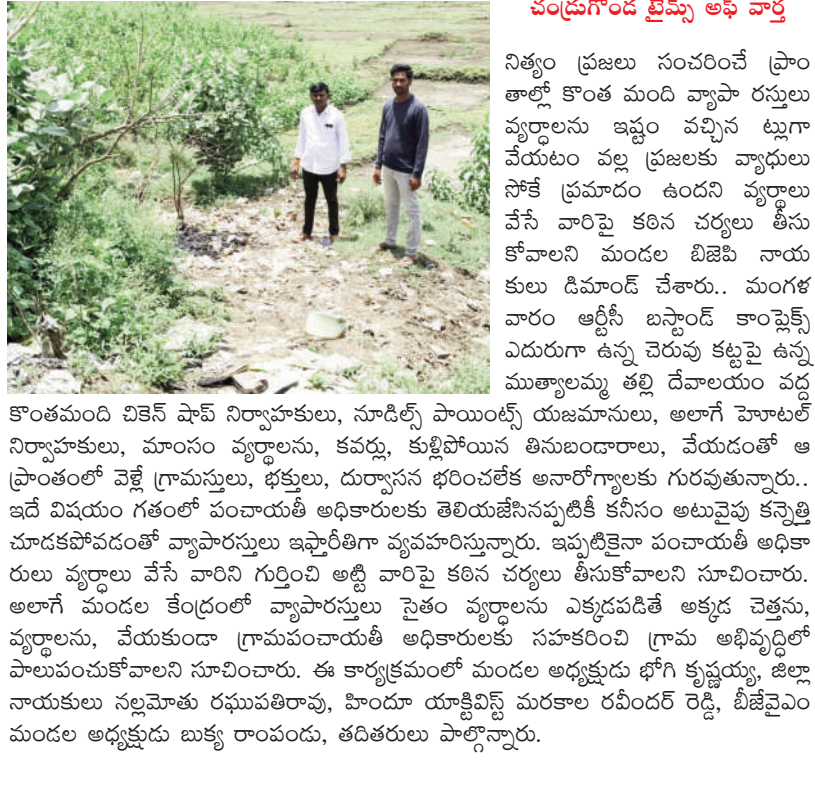 చండ్రుగొండ టైమ్స్ ఆఫ్ వార్త
నిత్యం ప్రజలు సంచరించే ప్రాం
తాల్లో కొంత మంది వ్యాపా రస్తులు
వ్యర్ధాలను ఇష్టం వచ్చిన ట్లుగా
వేయటం వల్ల ప్రజలకు వ్యాధులు
సోకే ప్రమాదం ఉందని వ్యర్థాలు
వేసే వారిపై కఠిన చర్యలు తీసు
కోవాలని మండల బిజెపి నాయ
కులు డిమాండ్ చేశారు.. మంగళ
వారం ఆర్టీసీ బస్టాండ్ కాంప్లెక్స్
ఎదురుగా ఉన్న చెరువు కట్టపై ఉన్న
ముత్యాలమ్మ తల్లి దేవాలయం వద్ద
కొంతమంది చికెన్ షాప్ నిర్వాహకులు, నూడిల్స్ పాయింట్స్ యజమానులు, అలాగే హెూటల్
నిర్వాహకులు, మాంసం వ్యర్థాలను, కవర్లు, కుళ్లిపోయిన తినుబండారాలు, వేయడంతో ఆ
ప్రాంతంలో వెళ్లే గ్రామస్తులు, భక్తులు, దుర్వాసన భరించలేక అనారోగ్యాలకు గురవుతున్నారు..
ఇదే విషయం గతంలో పంచాయతీ అధికారులకు తెలియజేసినప్పటికీ కనీసం అటువైపు కన్నెత్తి
చూడకపోవడంతో వ్యాపారస్తులు ఇష్టారీతిగా వ్యవహరిస్తున్నారు. ఇప్పటికైనా పంచాయతీ అధికా
రులు వ్యర్ధాలు వేసే వారిని గుర్తించి అట్టి వారిపై కఠిన చర్యలు తీసుకోవాలని సూచించారు.
అలాగే మండల కేంద్రంలో వ్యాపారస్తులు సైతం వ్యర్ధాలను ఎక్కడపడితే అక్కడ చెత్తను,
వ్యర్థాలను, వేయకుండా గ్రామపంచాయతీ అధికారులకు సహకరించి గ్రామ అభివృద్ధిలో
పాలుపంచుకోవాలని సూచించారు. ఈ కార్యక్రమంలో మండల అధ్యక్షుడు భోగి కృష్ణయ్య, జిల్లా
నాయకులు నల్లమోతు రఘుపతిరావు, హిందూ యాక్టివిస్ట్ మరకాల రవీందర్ రెడ్డి, బీజేవైఎం
మండల అధ్యక్షుడు బుక్య రాంపండు, తదితరులు పాల్గొన్నారు.